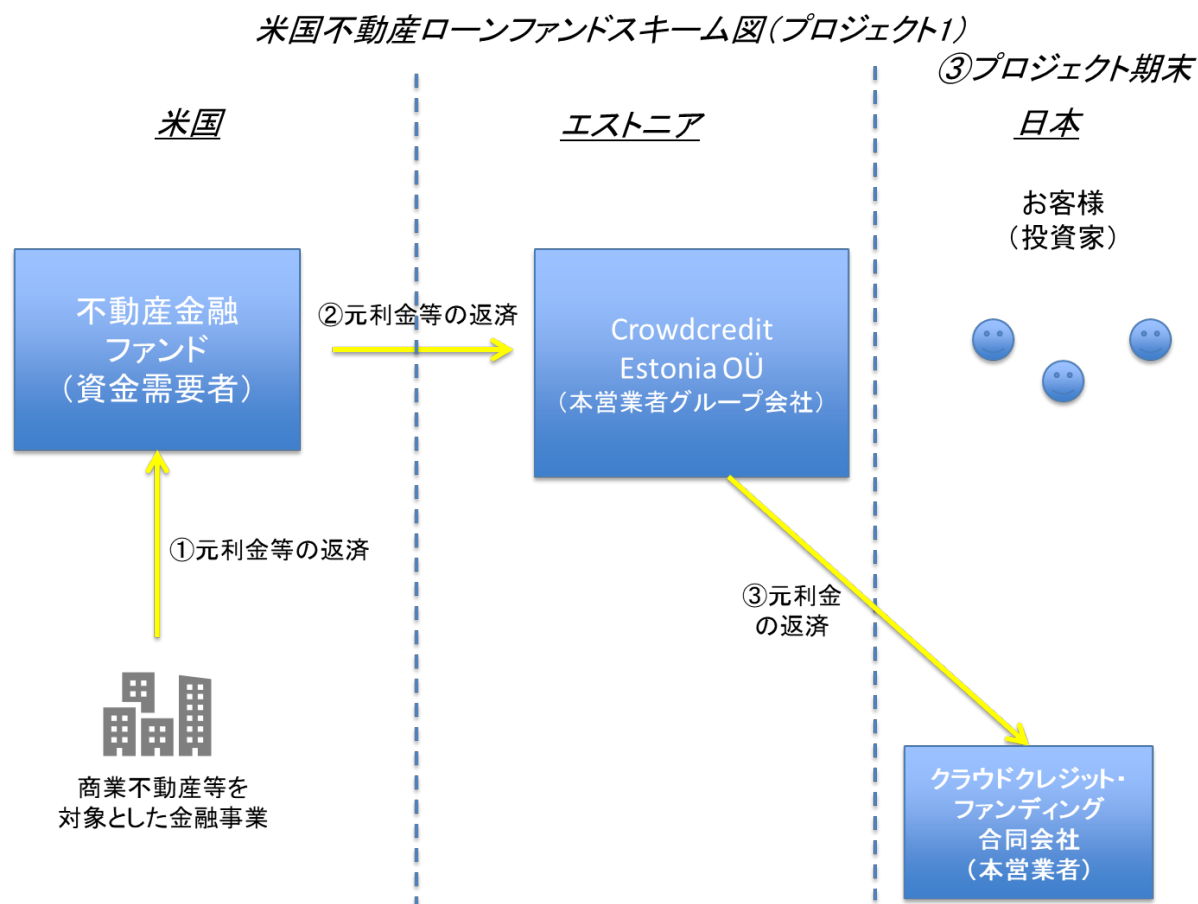 米国不動産ローンファンドスキーム図(プロジェクト1)
③プロジェクト期末
米国
エストニア
日本
お客様
(投資家)
不動産金融
ファンド
(資金需要者)
②元利金等の返済
Crowdcredit
Estonia OÜ
(本営業者グループ会社)
①元利金等の返済
③元利金
の返済
商業不動産等を
対象とした金融事業
クラウドクレジット・
ファンディング
合同会社
(本営業者)